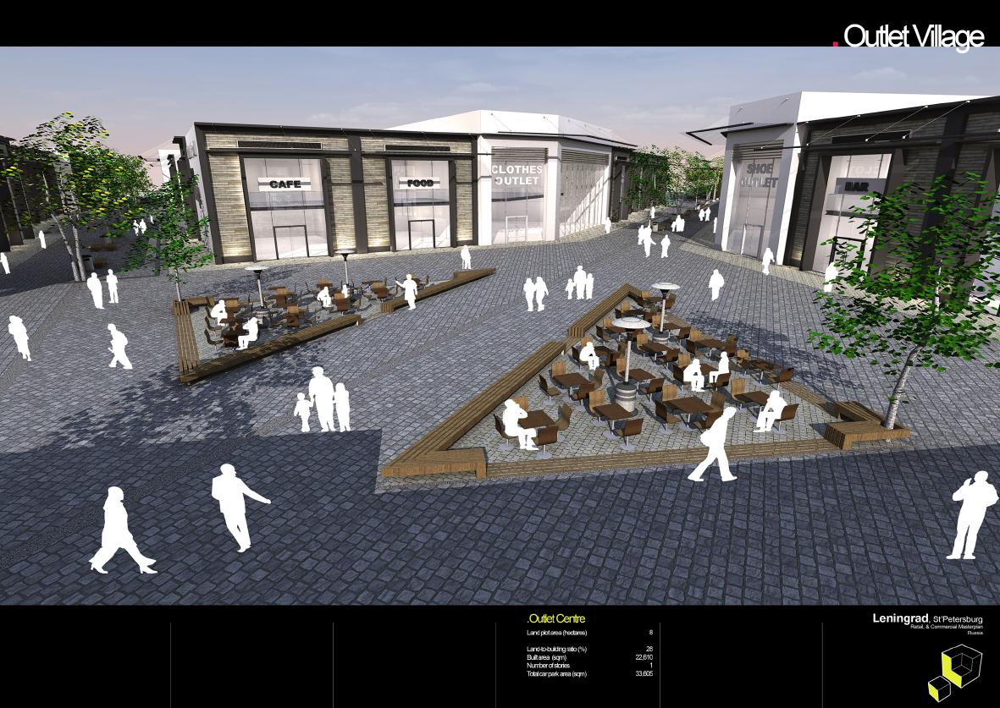 . Outlet Village
CAFE
FOOD
CLOTHES
OUTLET
SHOE
OUTLET
BAR
.Outlet Centre
Land plot area (hectares) 8
Land-to-building ratio (%) 28
Built area (sqm) 22,610
Number of stories 1
Total car park area (sqm) 33,605
Leningrad, St'Petersburg
Retail, & Commercial Masterplan
Russia